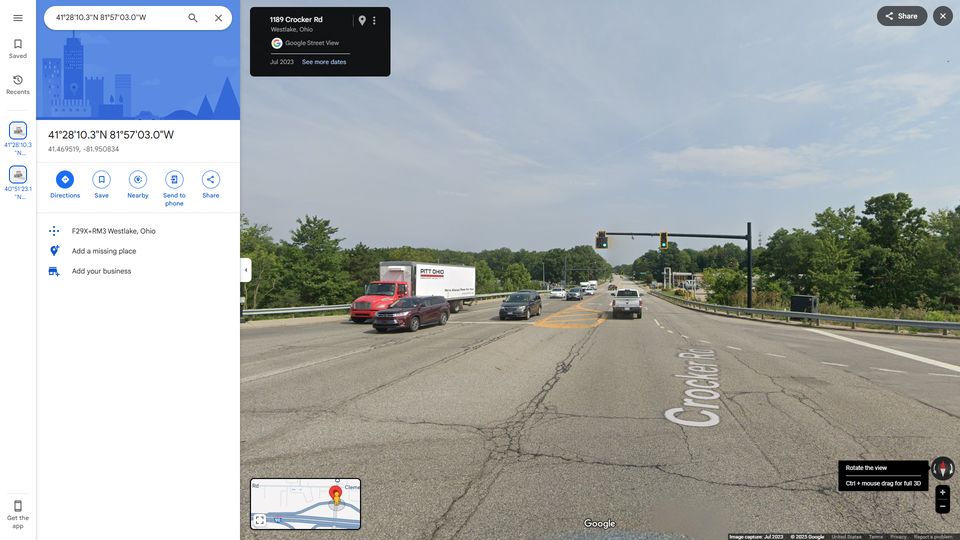 41°28'10.3"N 81°57'03.0"W
Saved
Recents
41°28'10.3
"N...
40°51'23.1
"N...
Get the
app
41°28'10.3"N 81°57'03.0"W
41.469519, -81.950834
Directions
Save
Nearby
Send to
phone
Share
F29X+RM3 Westlake, Ohio
Add a missing place
Add your business
1189 Crocker Rd
Westlake, Ohio
Google Street View
Jul 2023 See more dates
Share
PITT OHIO
Crocker Rd
Rd
Cleme
Rotate the view
Ctrl + mouse drag for full 3D
Google
Image capture: Jul 2023 © 2025 Google United States Terms Privacy Report a problem